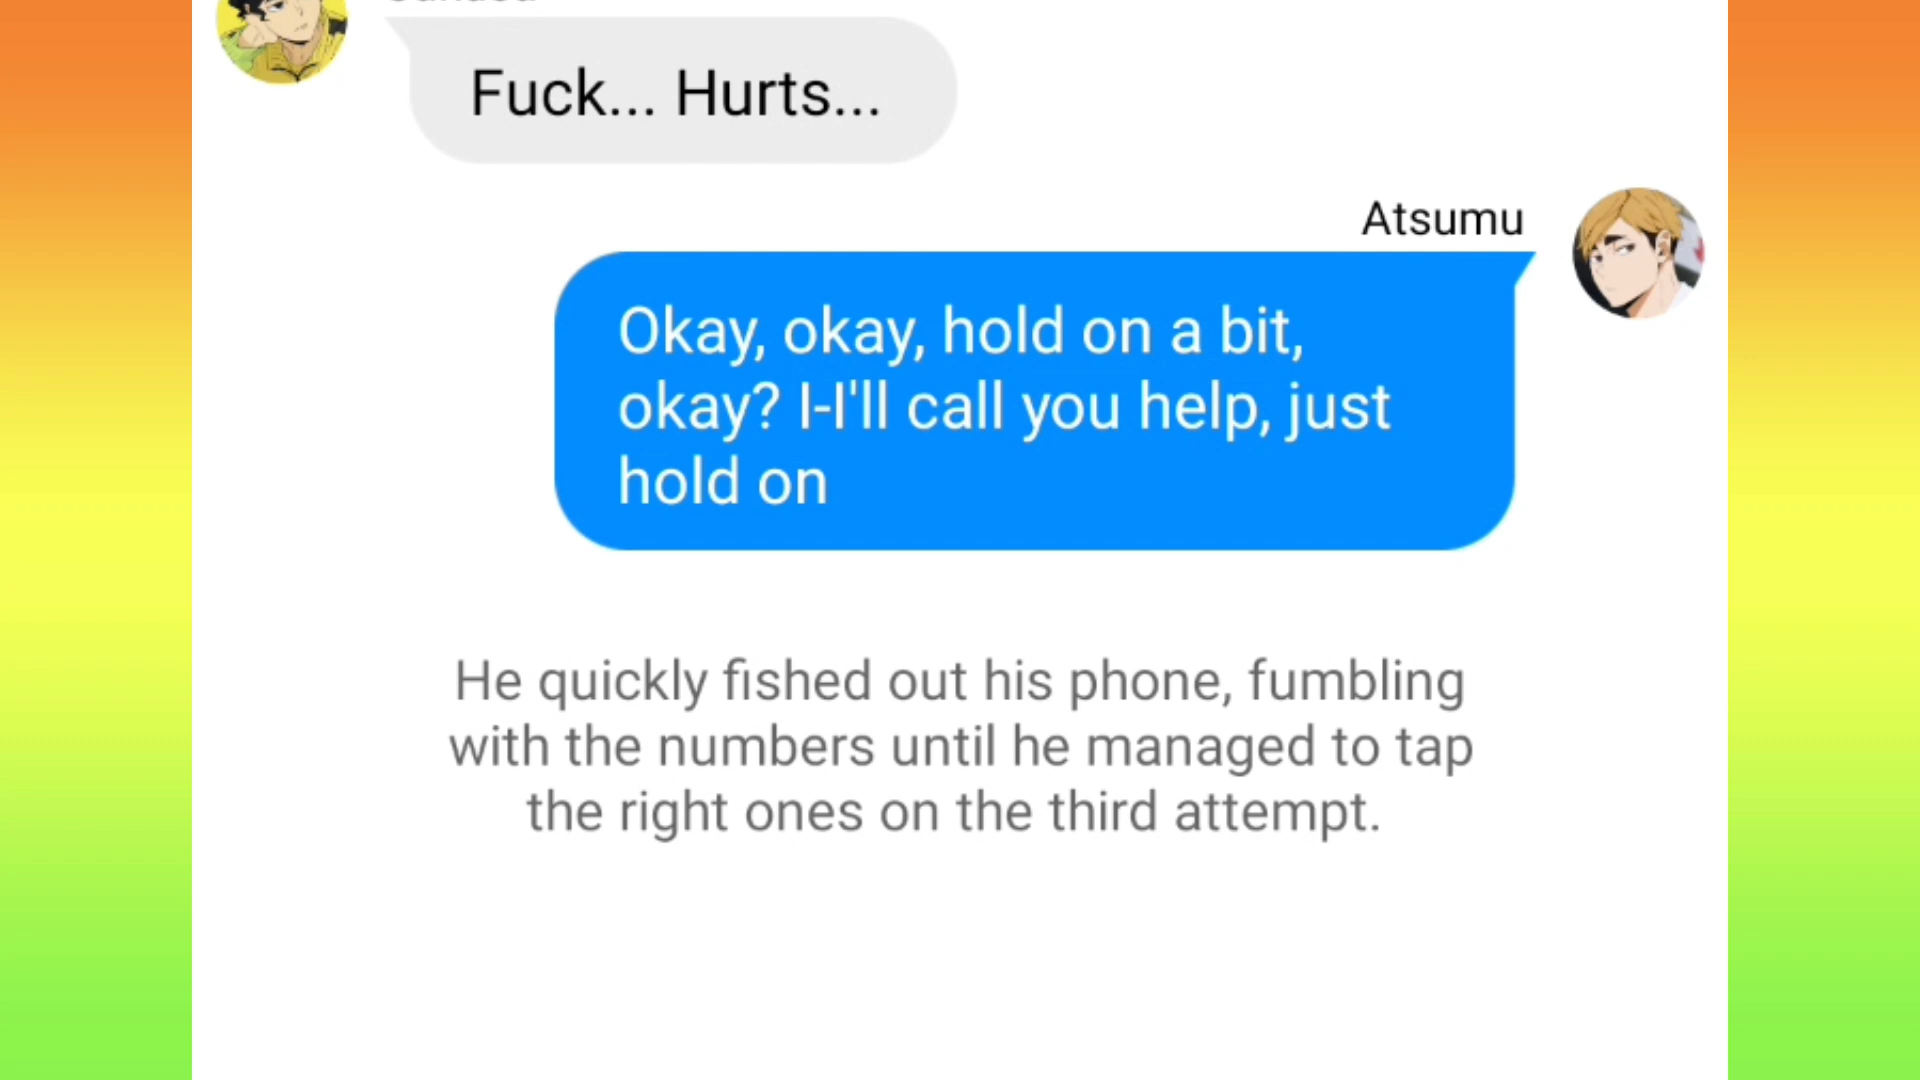 Fuck... Hurts...
Atsumu
Okay, okay, hold on a bit,
okay? I-I'll call you help, just
hold on
He quickly fished out his phone, fumbling
with the numbers until he managed to tap
the right ones on the third attempt.